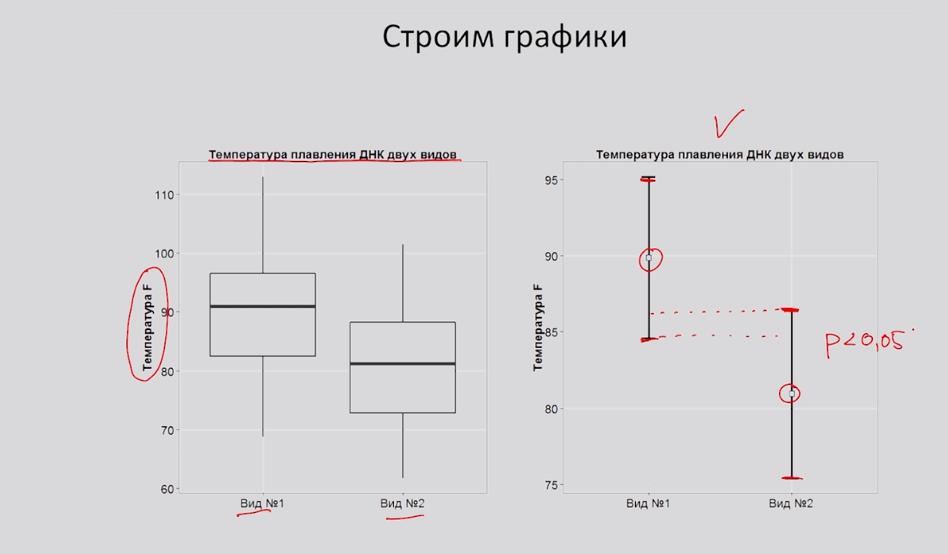 Строим графики
Температура плавления ДНК двух видов
Температура F
110
100
90
80
70
60
Вид №1
Вид №2
Температура плавления ДНК двух видов
Температура F
95
90
85
80
75
Вид №1
Вид №2
p<0,05